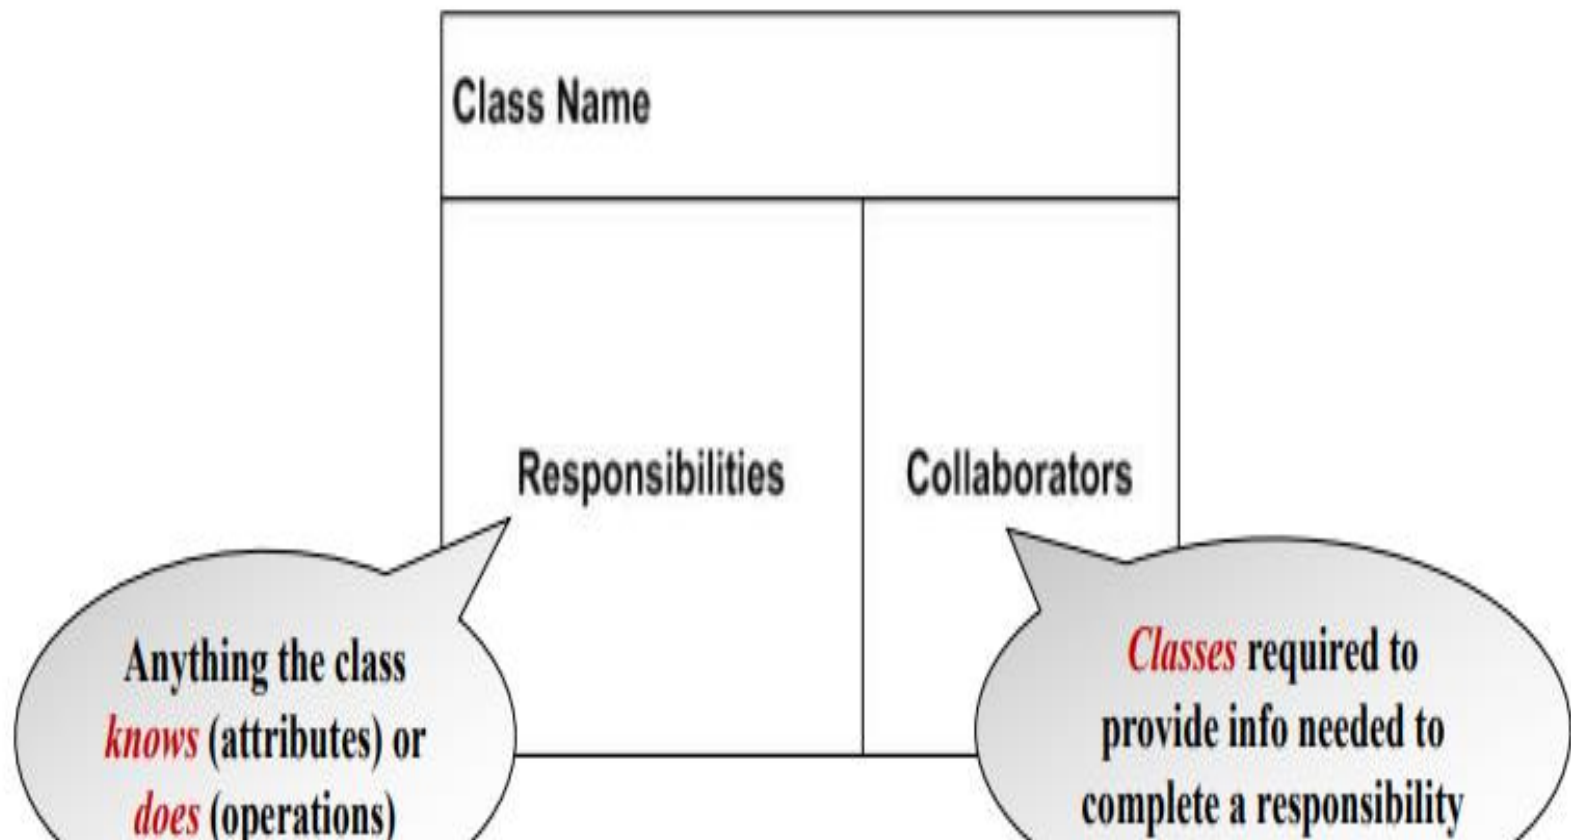 Class Name
Responsibilities
Collaborators
Anything the class
knows (attributes) or
does (operations)
Classes required to
provide info needed to
complete a responsibility